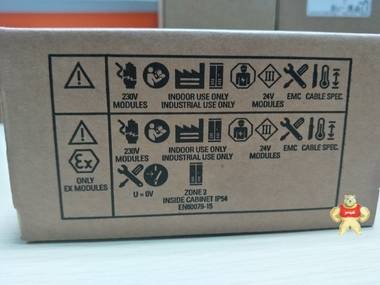 230V MODULES INDOOR USE ONLY INDUSTRIAL USE ONLY 24V MODULES EMC CABLE SPEC.
Ex
ONLY EX MODULES
230V MODULES INDOOR USE ONLY INDUSTRIAL USE ONLY 24V MODULES EMC CABLE SPEC.
U = 0V
ZONE 2
INSIDE CABINET IP54
EN60079-15